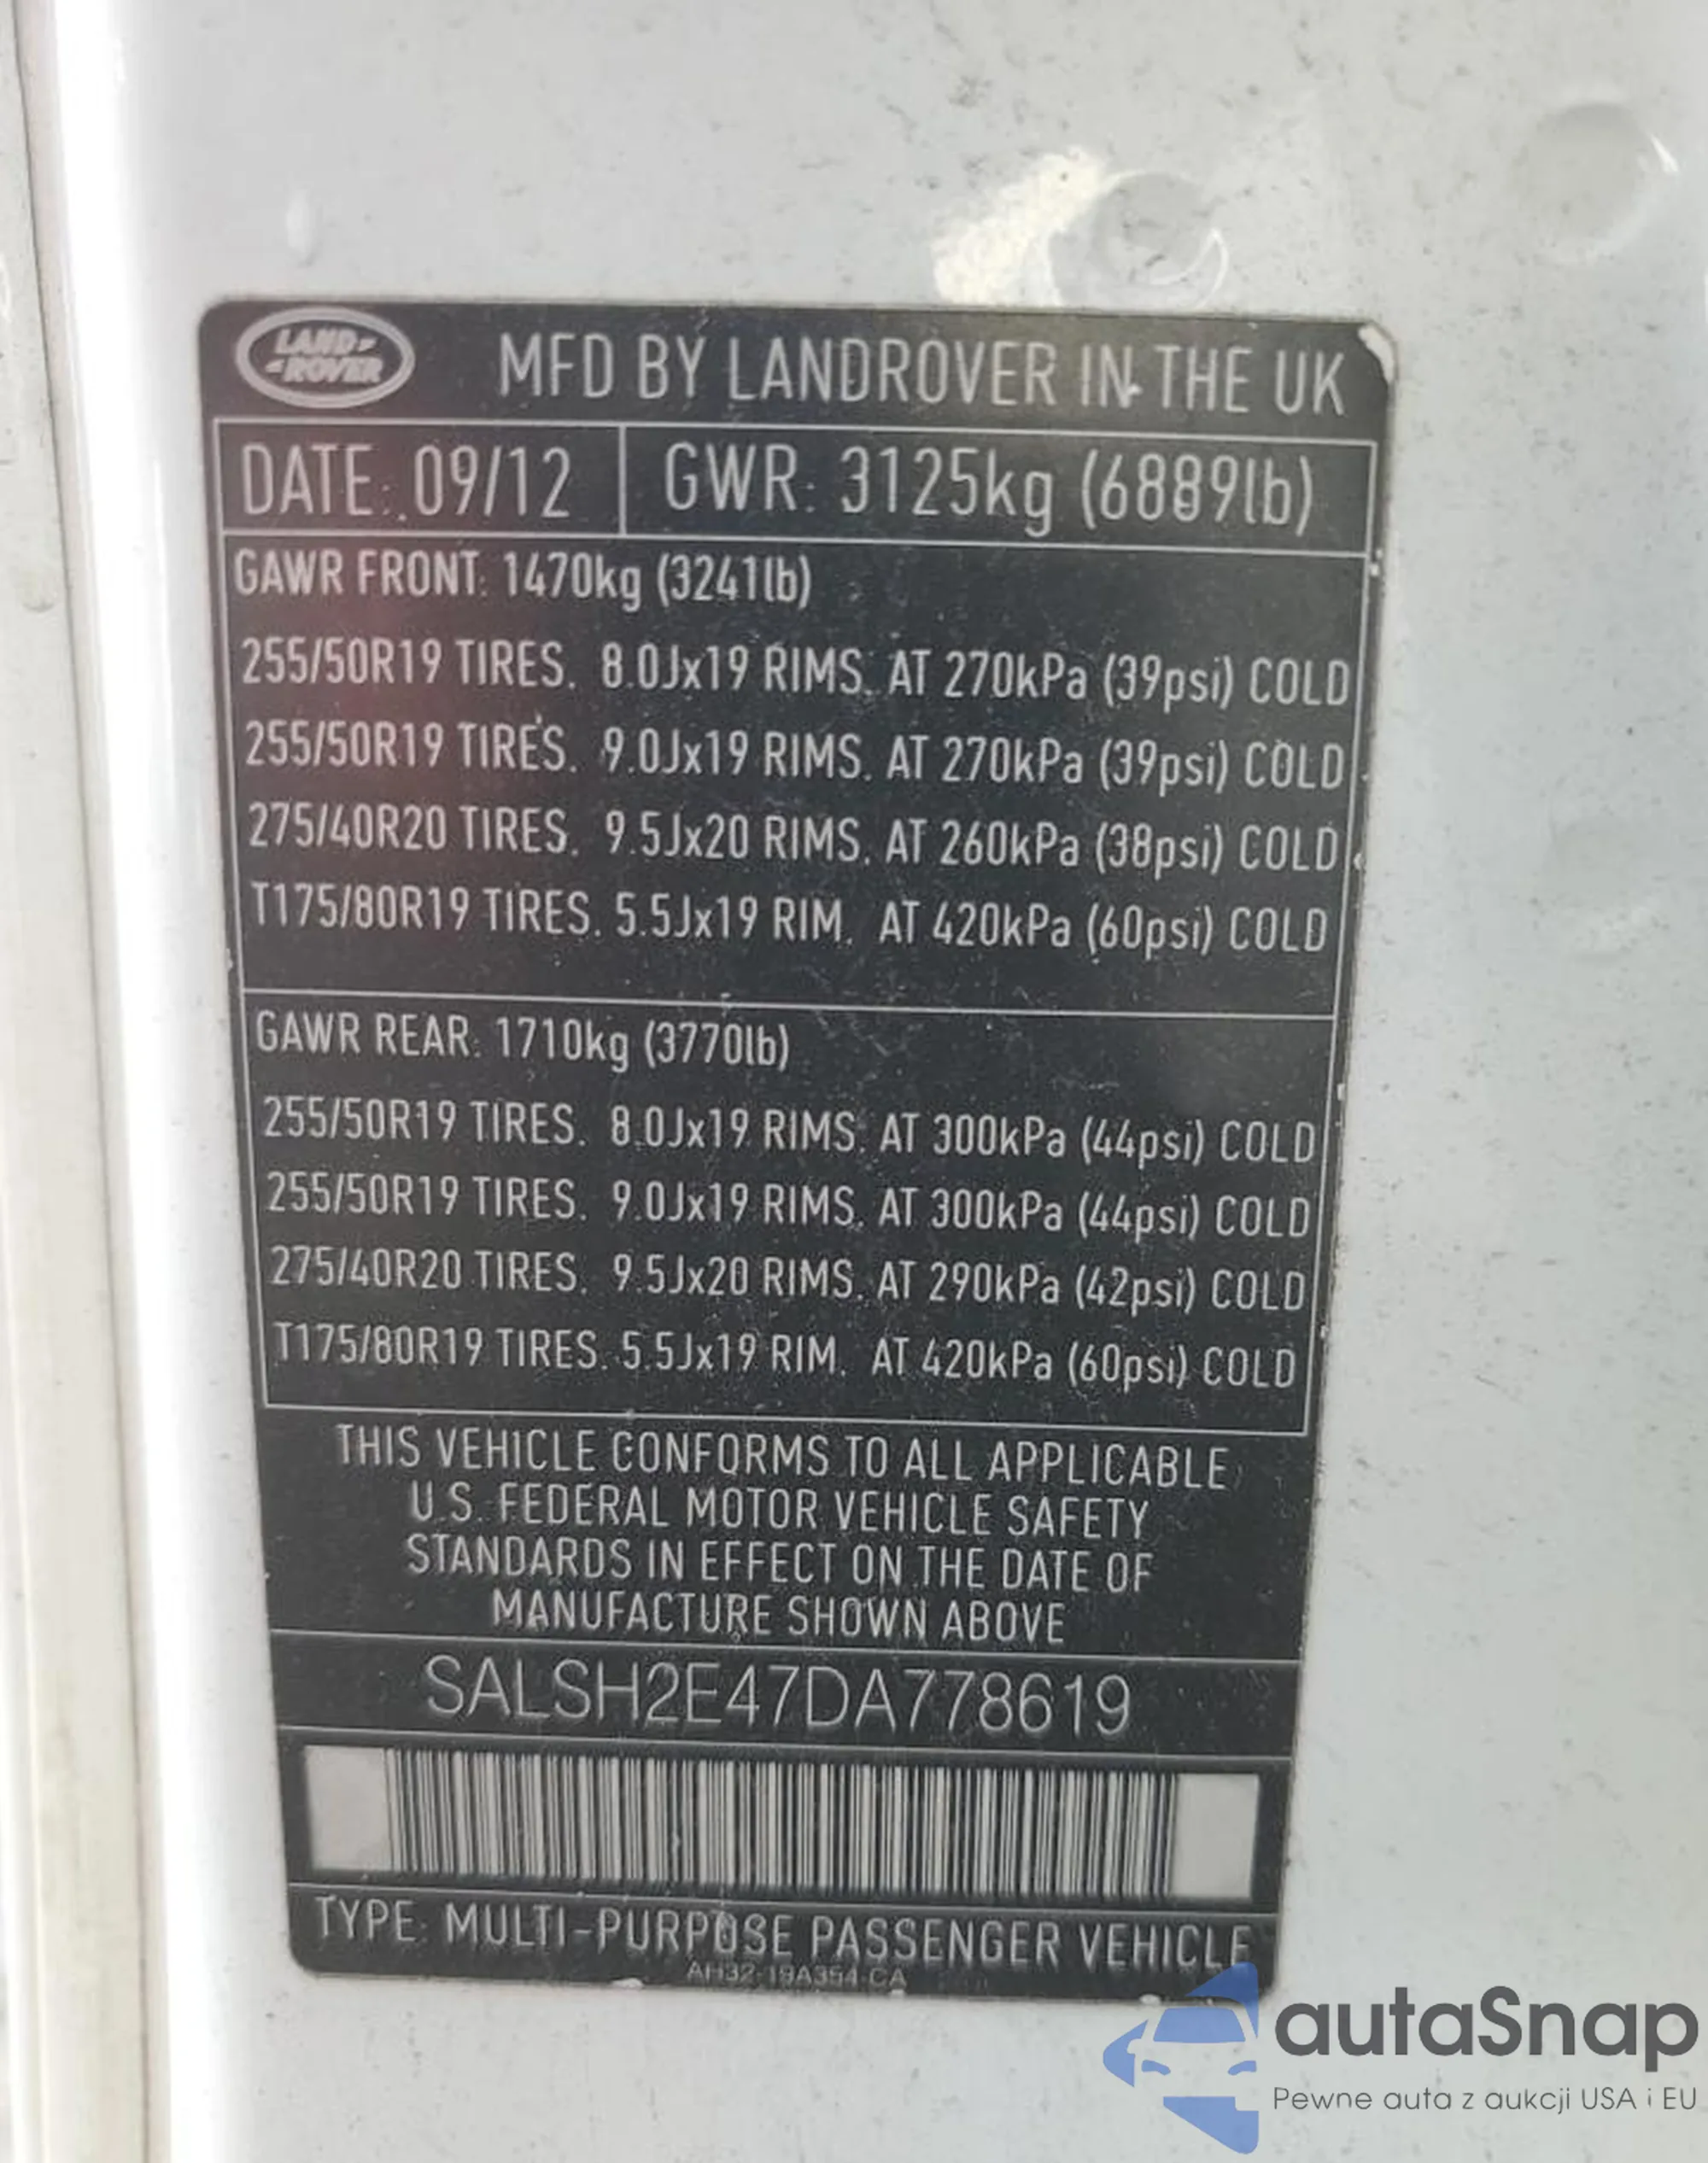 LAND ROVER
MFD BY LANDROVER IN THE UK
DATE: 09/12
GWR: 3125kg (6889lb)
GAWR FRONT: 1470kg (3241lb)
255/50R19 TIRES. 8.0Jx19 RIMS. AT 270kPa (39psi) COLD
255/50R19 TIRES. 9.0Jx19 RIMS. AT 270kPa (39psi) COLD
275/40R20 TIRES. 9.5Jx20 RIMS. AT 260kPa (38psi) COLD
T175/80R19 TIRES. 5.5Jx19 RIM. AT 420kPa (60psi) COLD
GAWR REAR: 1710kg (3770lb)
255/50R19 TIRES. 8.0Jx19 RIMS. AT 300kPa (44psi) COLD
255/50R19 TIRES. 9.0Jx19 RIMS. AT 300kPa (44psi) COLD
275/40R20 TIRES. 9.5Jx20 RIMS. AT 290kPa (42psi) COLD
T175/80R19 TIRES. 5.5Jx19 RIM. AT 420kPa (60psi) COLD
THIS VEHICLE CONFORMS TO ALL APPLICABLE
U.S. FEDERAL MOTOR VEHICLE SAFETY
STANDARDS IN EFFECT ON THE DATE OF
MANUFACTURE SHOWN ABOVE
SALSH2E47DA778619
TYPE: MULTI-PURPOSE PASSENGER VEHICLE
AH32-19A354-CA
autaSnap
Pewne auta z aukcji USA i EU